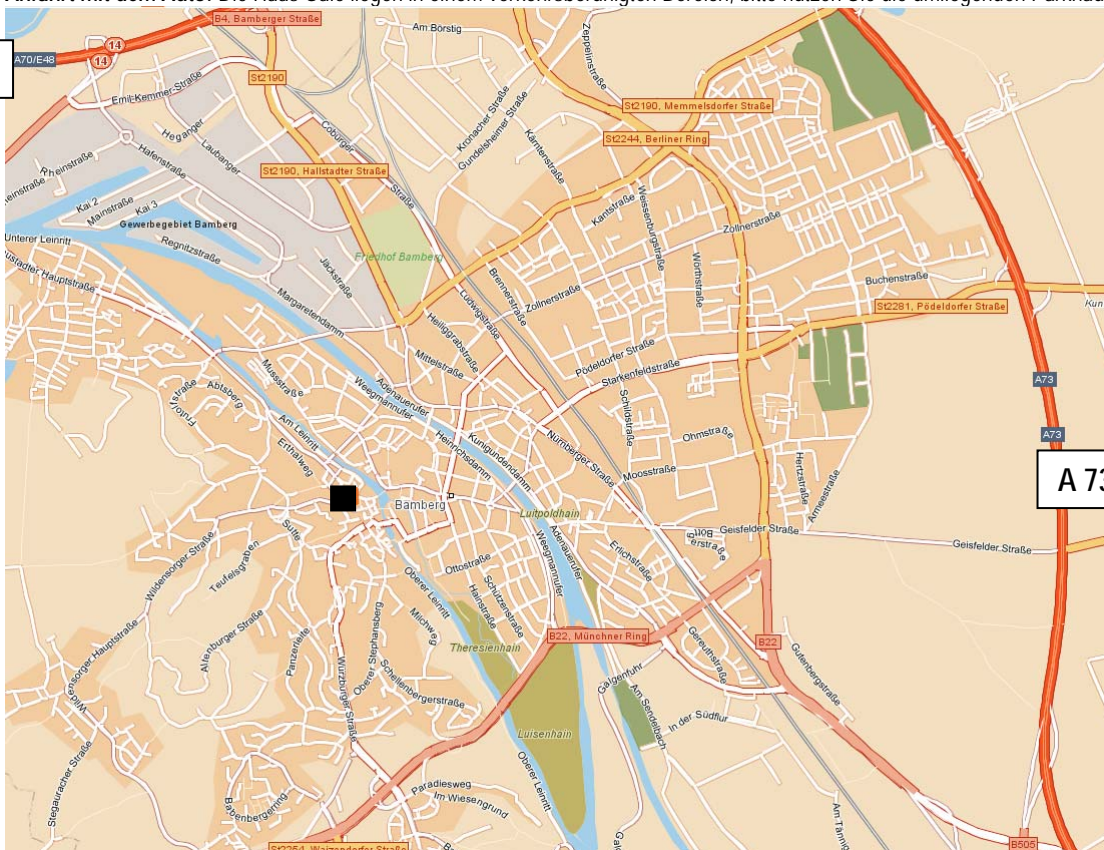 B4, Bamberger Straße
Am Börstig
Zeppelinstraße
14
14
A70/E48
St2190
Emil-Kemmer-Straße
Kronacher Straße
Gundelsheimer Straße
St2190, Memmelsdorfer Straße
Heganger
Laubanger
Coburger Straße
Kärntenstraße
St2244, Berliner Ring
Rheinstraße
Hafenstraße
St2190, Hallstadter Straße
Kai 2
Mainstraße
Kai 3
Kantstraße
Weissenburgstraße
Zollnerstraße
Gewerbegebiet Bamberg
Unterer Leinritt
Regnitzstraße
Friedhof Bamberg
Jäckstraße
Brennerstraße
Wörthstraße
Buchenstraße
Margaretendamm
Ludwigstraße
Zollnerstraße
St2281, Pödeldorfer Straße
Heiliggrabstraße
Mittelstraße
Pödeldorfer Straße
Starkenfeldstraße
Mussstraße
A73
Abtsberg
Frutolfstraße
Weegmannufer
Adenauerufer
Schildstraße
Am Leinritt
Heinrichsdamm
Kunigundendamm
Nürnberger Straße
Ohmstraße
A73
Erthalweg
Moosstraße
Hertzstraße
Armeestraße
A 73
Bamberg
Luitpoldhain
Sutte
Geisfelder Straße
Geisfelder Straße
Wildensorger Straße
Teufelsgraben
Ottostraße
Weegmannufer
Adenauerufer
Erlichstraße
Oberer Leinritt
Schützenstraße
Hainstraße
Altenburger Straße
Panzerleite
Oberer Stephansberg
Milchweg
Wildensorger Hauptstraße
Theresienhain
B22, Münchner Ring
Gereuthstraße
B22
Gutenbergstraße
Würzburger Straße
Schellenbergerstraße
Galgenfuhr
Am Sendelbach
In der Südflur
Luisenhain
Stegauracher Straße
Oberer Leinritt
Paradiesweg
Im Wiesengrund
Babenbergerring
B505